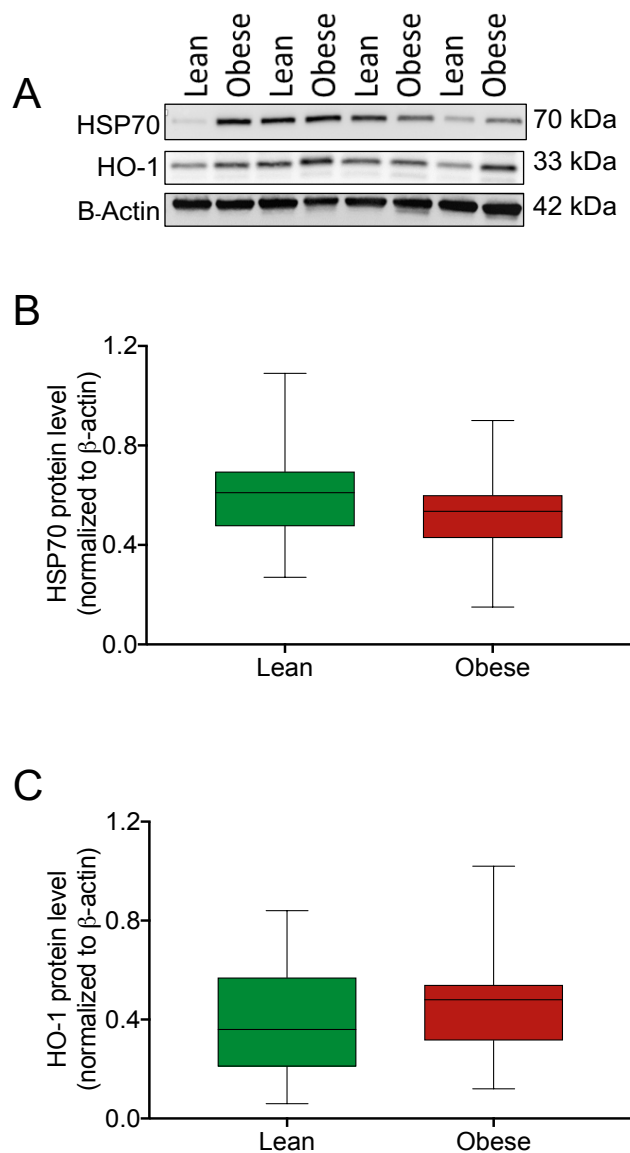 A
Lean Obese Lean Obese Lean Obese Lean Obese
HSP70 70 kDa
HO-1 33 kDa
B-Actin 42 kDa
B
HSP70 protein level
(normalized to β-actin)
1.2
0.8
0.4
0.0
Lean Obese
C
HO-1 protein level
(normalized to β-actin)
1.2
0.8
0.4
0.0
Lean Obese